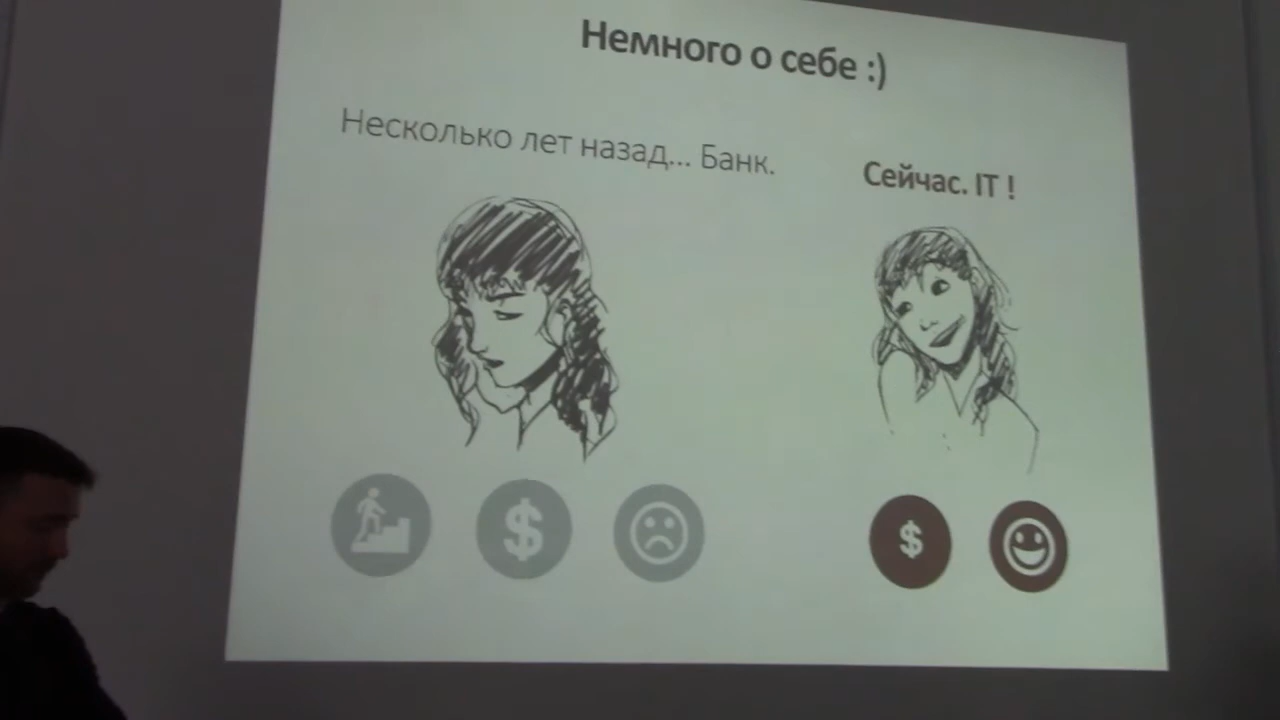 Немного о себе :)
Несколько лет назад... Банк.
Сейчас. IT !
$
$